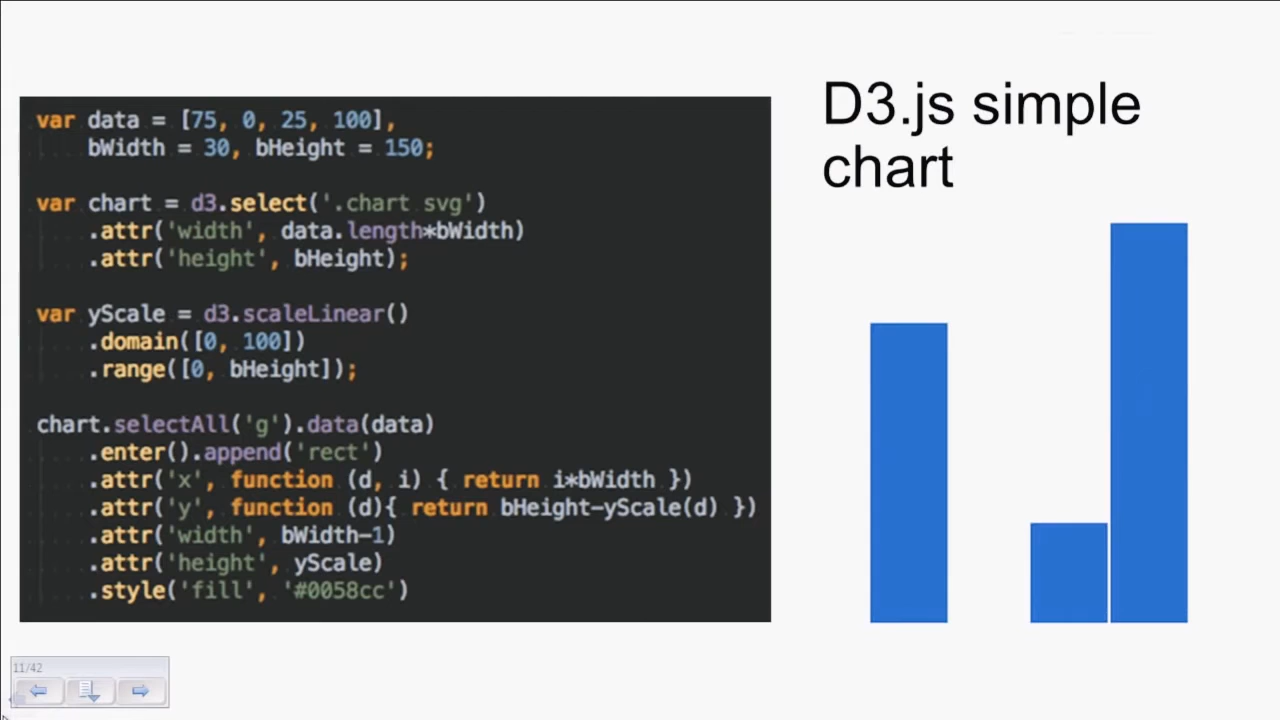 var data = [75, 0, 25, 100],
bWidth = 30, bHeight = 150;
var chart = d3.select('.chart svg')
.attr('width', data.length*bWidth)
.attr('height', bHeight);
var yScale = d3.scaleLinear()
.domain([0, 100])
.range([0, bHeight]);
chart.selectAll('g').data(data)
.enter().append('rect')
.attr('x', function (d, i) { return i*bWidth })
.attr('y', function (d){ return bHeight-yScale(d) })
.attr('width', bWidth-1)
.attr('height', yScale)
.style('fill', '#0058cc')
D3.js simple
chart
11/42